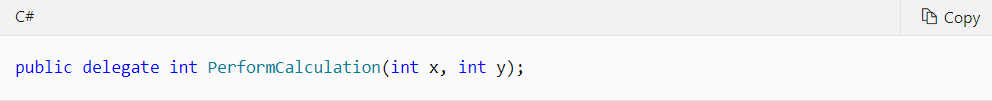 C#
Copy
public delegate int PerformCalculation(int x, int y);